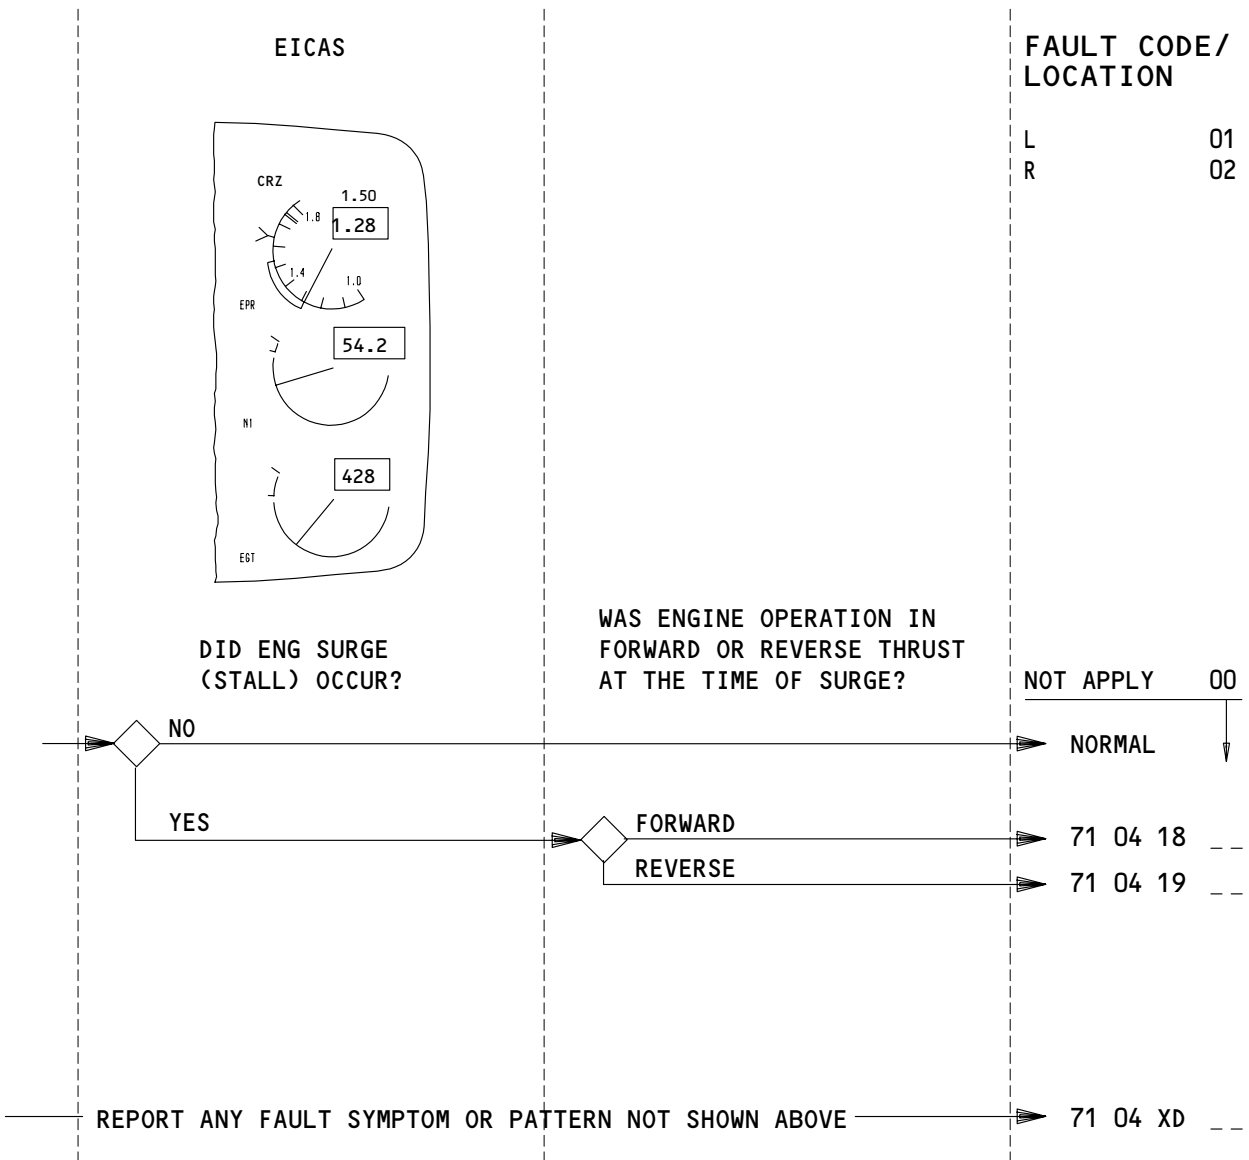 EICAS
FAULT CODE/
LOCATION
L 01
R 02
CRZ
1.50
1.8
1.28
1.4
1.0
EPR
54.2
N1
428
EGT
DID ENG SURGE
(STALL) OCCUR?
WAS ENGINE OPERATION IN
FORWARD OR REVERSE THRUST
AT THE TIME OF SURGE?
NOT APPLY 00
NO
NORMAL
YES
FORWARD
71 04 18 _ _
REVERSE
71 04 19 _ _
REPORT ANY FAULT SYMPTOM OR PATTERN NOT SHOWN ABOVE
71 04 XD _ _